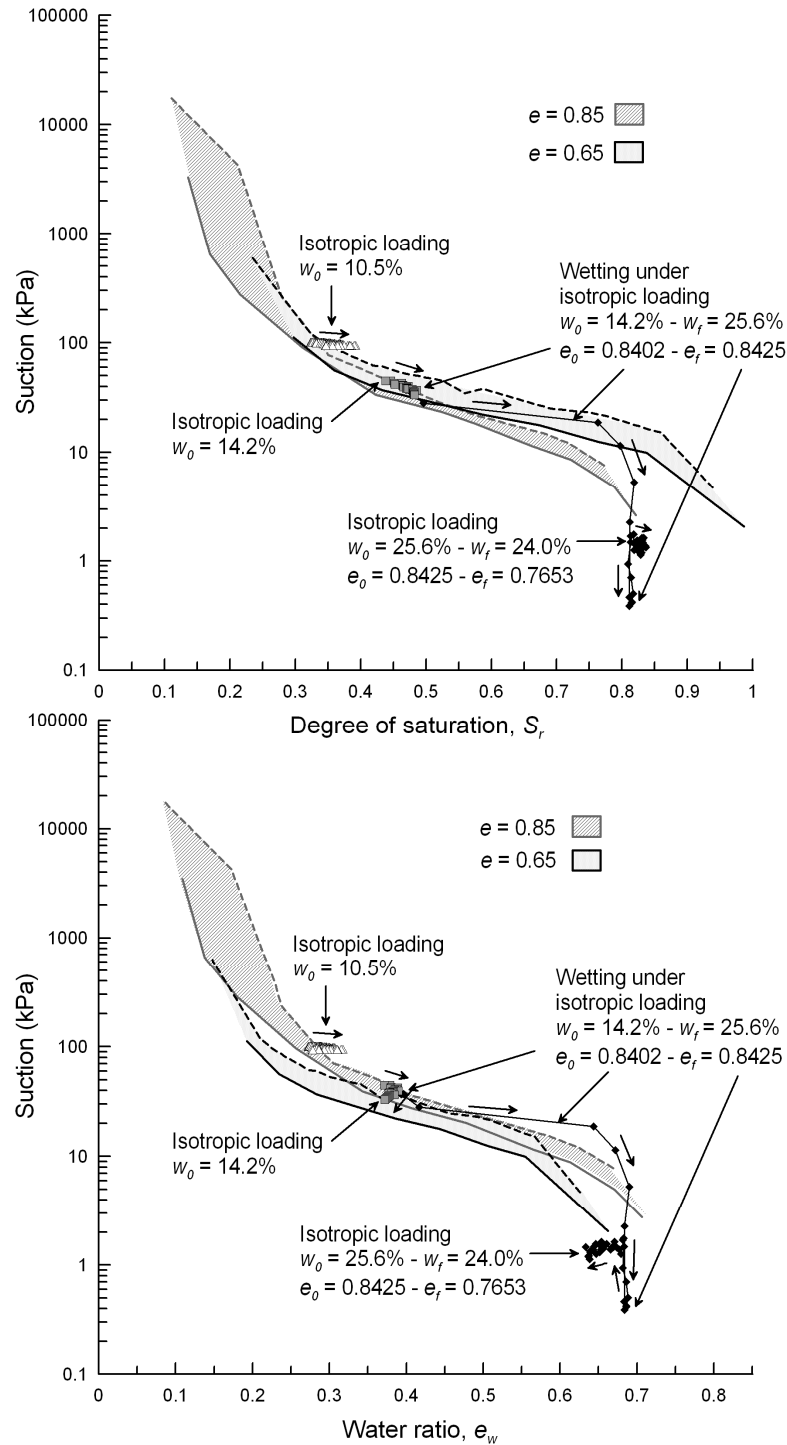 100000
10000
1000
100
10
1
0.1
Suction (kPa)
e = 0.85
e = 0.65
Isotropic loading
w0 = 10.5%
Wetting under
isotropic loading
w0 = 14.2% - wf = 25.6%
e0 = 0.8402 - ef = 0.8425
Isotropic loading
w0 = 14.2%
Isotropic loading
w0 = 25.6% - wf = 24.0%
e0 = 0.8425 - ef = 0.7653
0 0.1 0.2 0.3 0.4 0.5 0.6 0.7 0.8 0.9 1
Degree of saturation, Sr
100000
10000
1000
100
10
1
0.1
Suction (kPa)
e = 0.85
e = 0.65
Isotropic loading
w0 = 10.5%
Wetting under
isotropic loading
w0 = 14.2% - wf = 25.6%
e0 = 0.8402 - ef = 0.8425
Isotropic loading
w0 = 14.2%
Isotropic loading
w0 = 25.6% - wf = 24.0%
e0 = 0.8425 - ef = 0.7653
0 0.1 0.2 0.3 0.4 0.5 0.6 0.7 0.8
Water ratio, ew